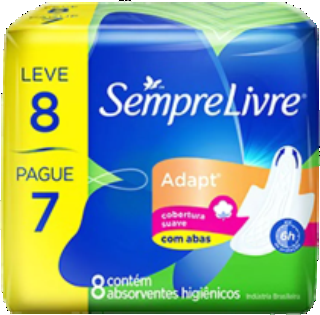 LEVE
8
PAGUE
7
SempreLivre®
Adapt®
cobertura
suave
com abas
6h
8 contém
absorventes higiênicos
Indústria Brasileira